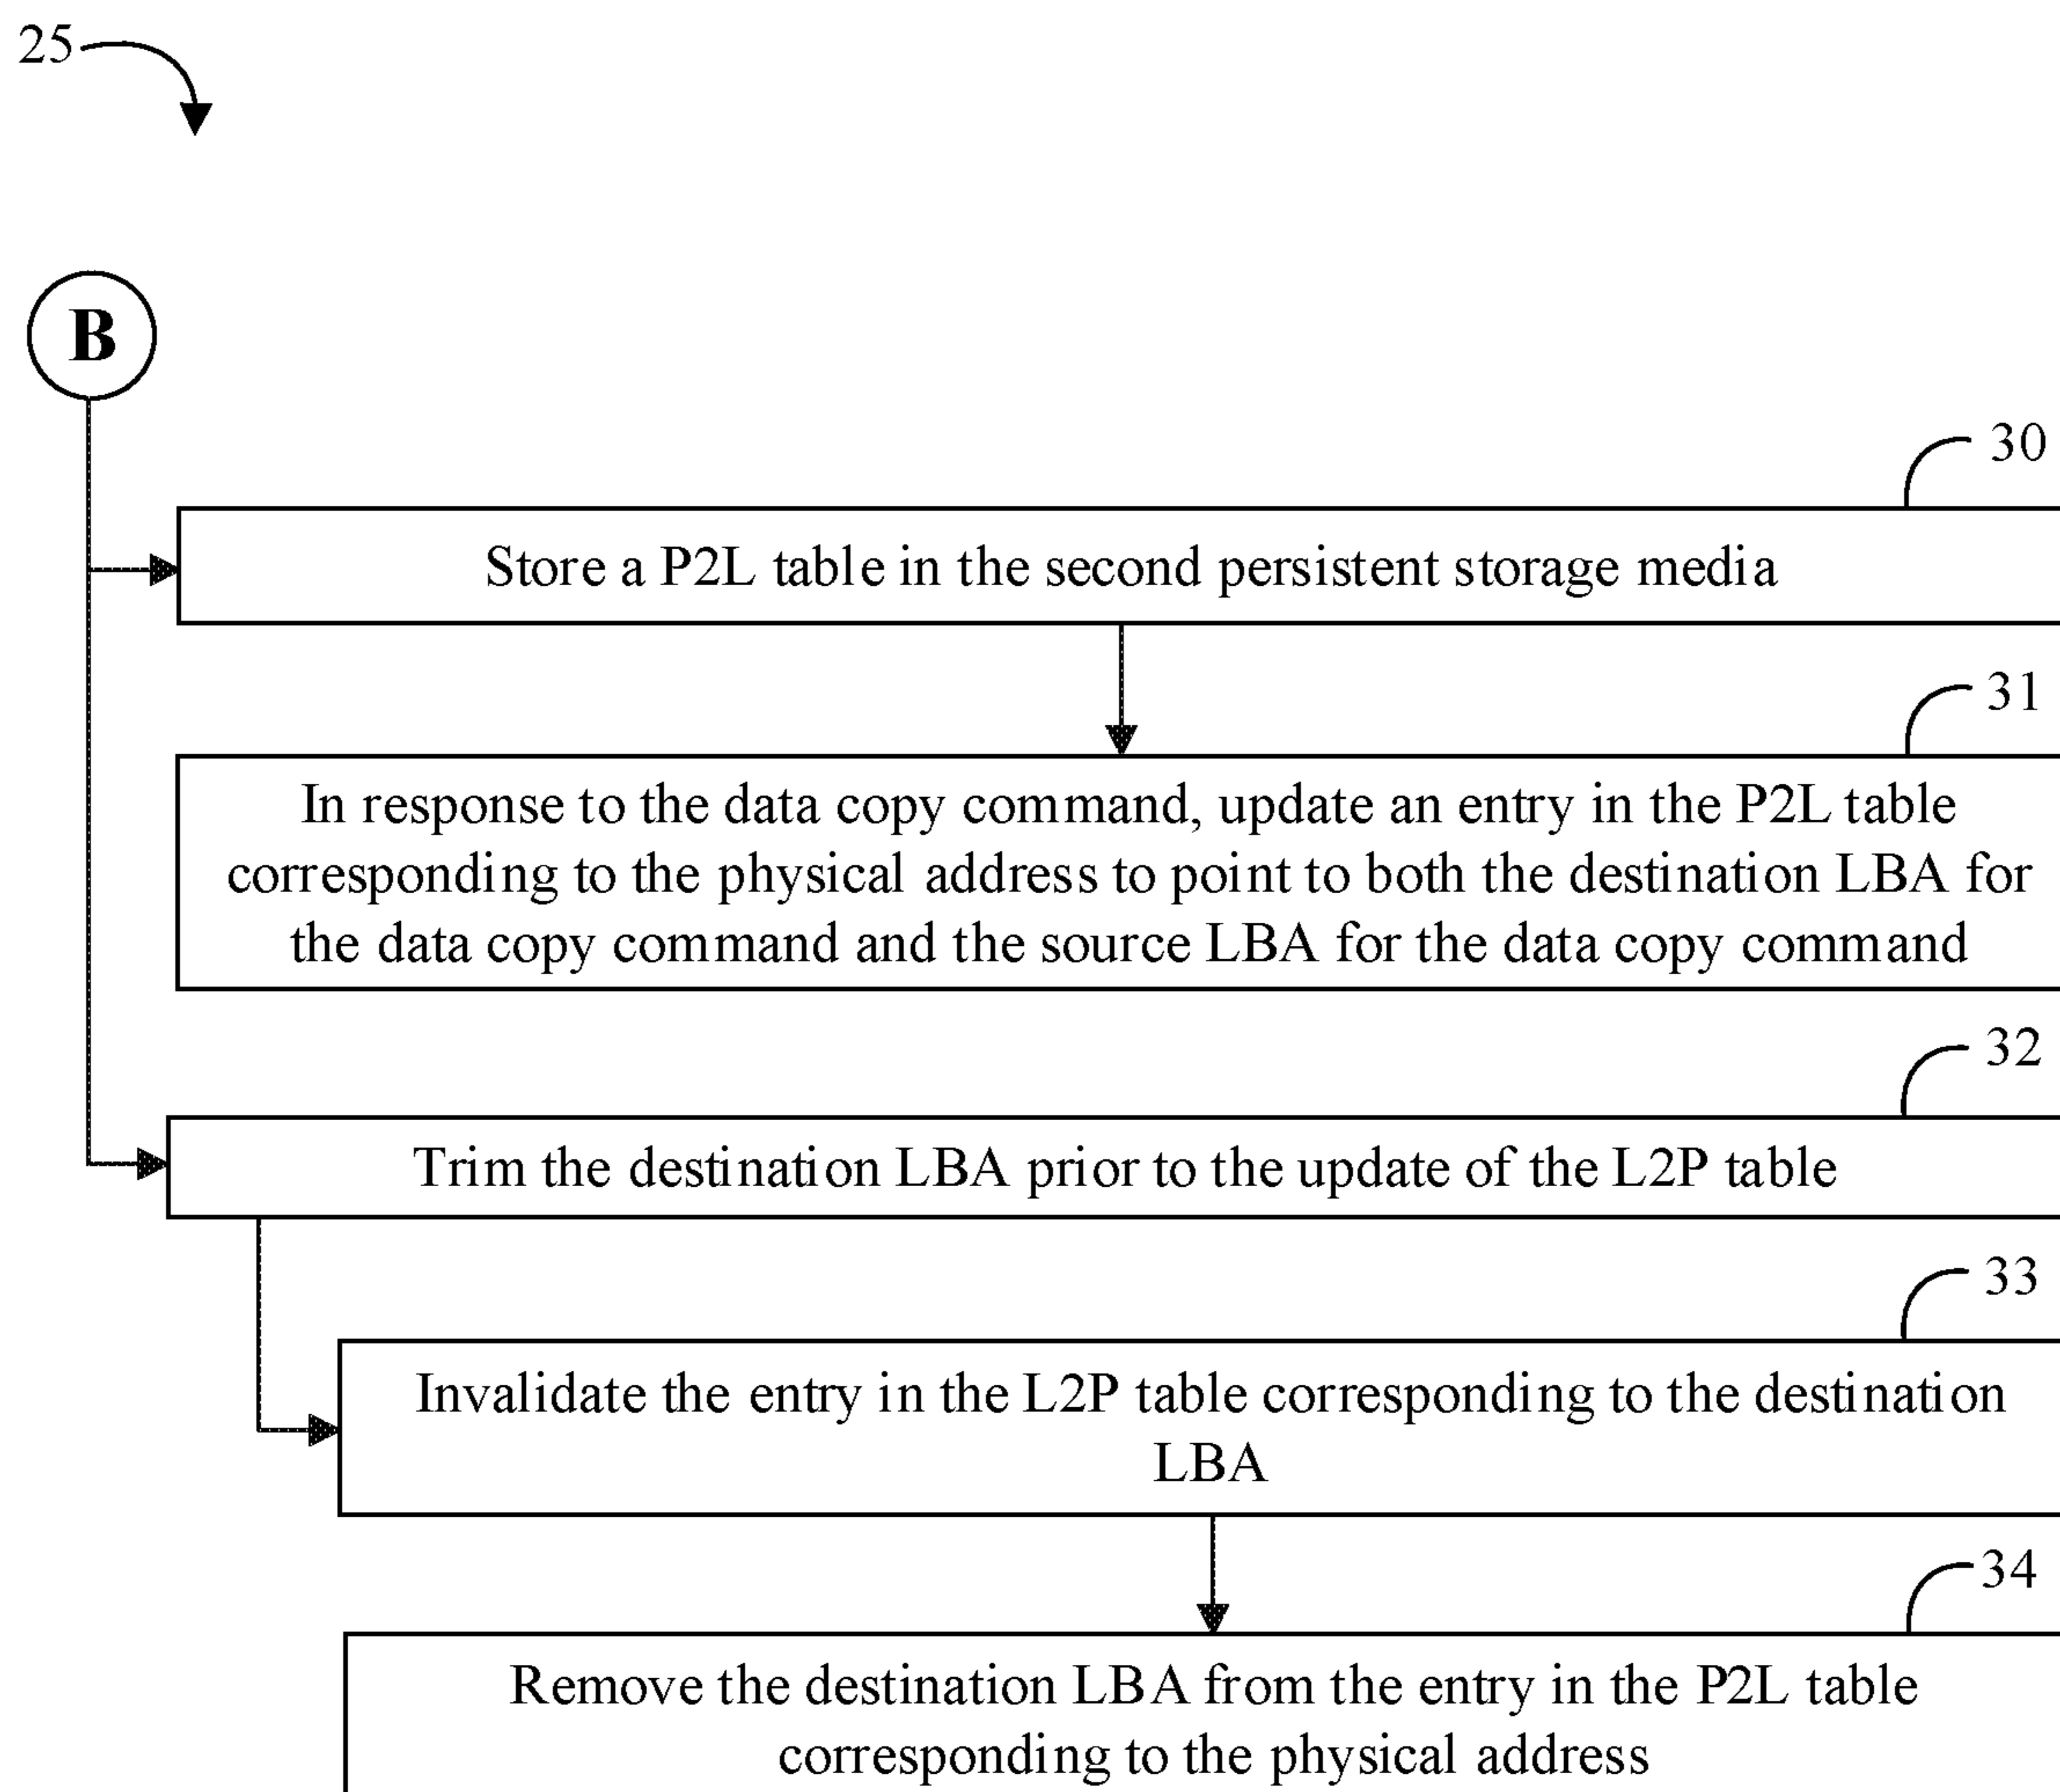 25
B
30
Store a P2L table in the second persistent storage media
31
In response to the data copy command, update an entry in the P2L table
corresponding to the physical address to point to both the destination LBA for
the data copy command and the source LBA for the data copy command
32
Trim the destination LBA prior to the update of the L2P table
33
Invalidate the entry in the L2P table corresponding to the destination
LBA
34
Remove the destination LBA from the entry in the P2L table
corresponding to the physical address